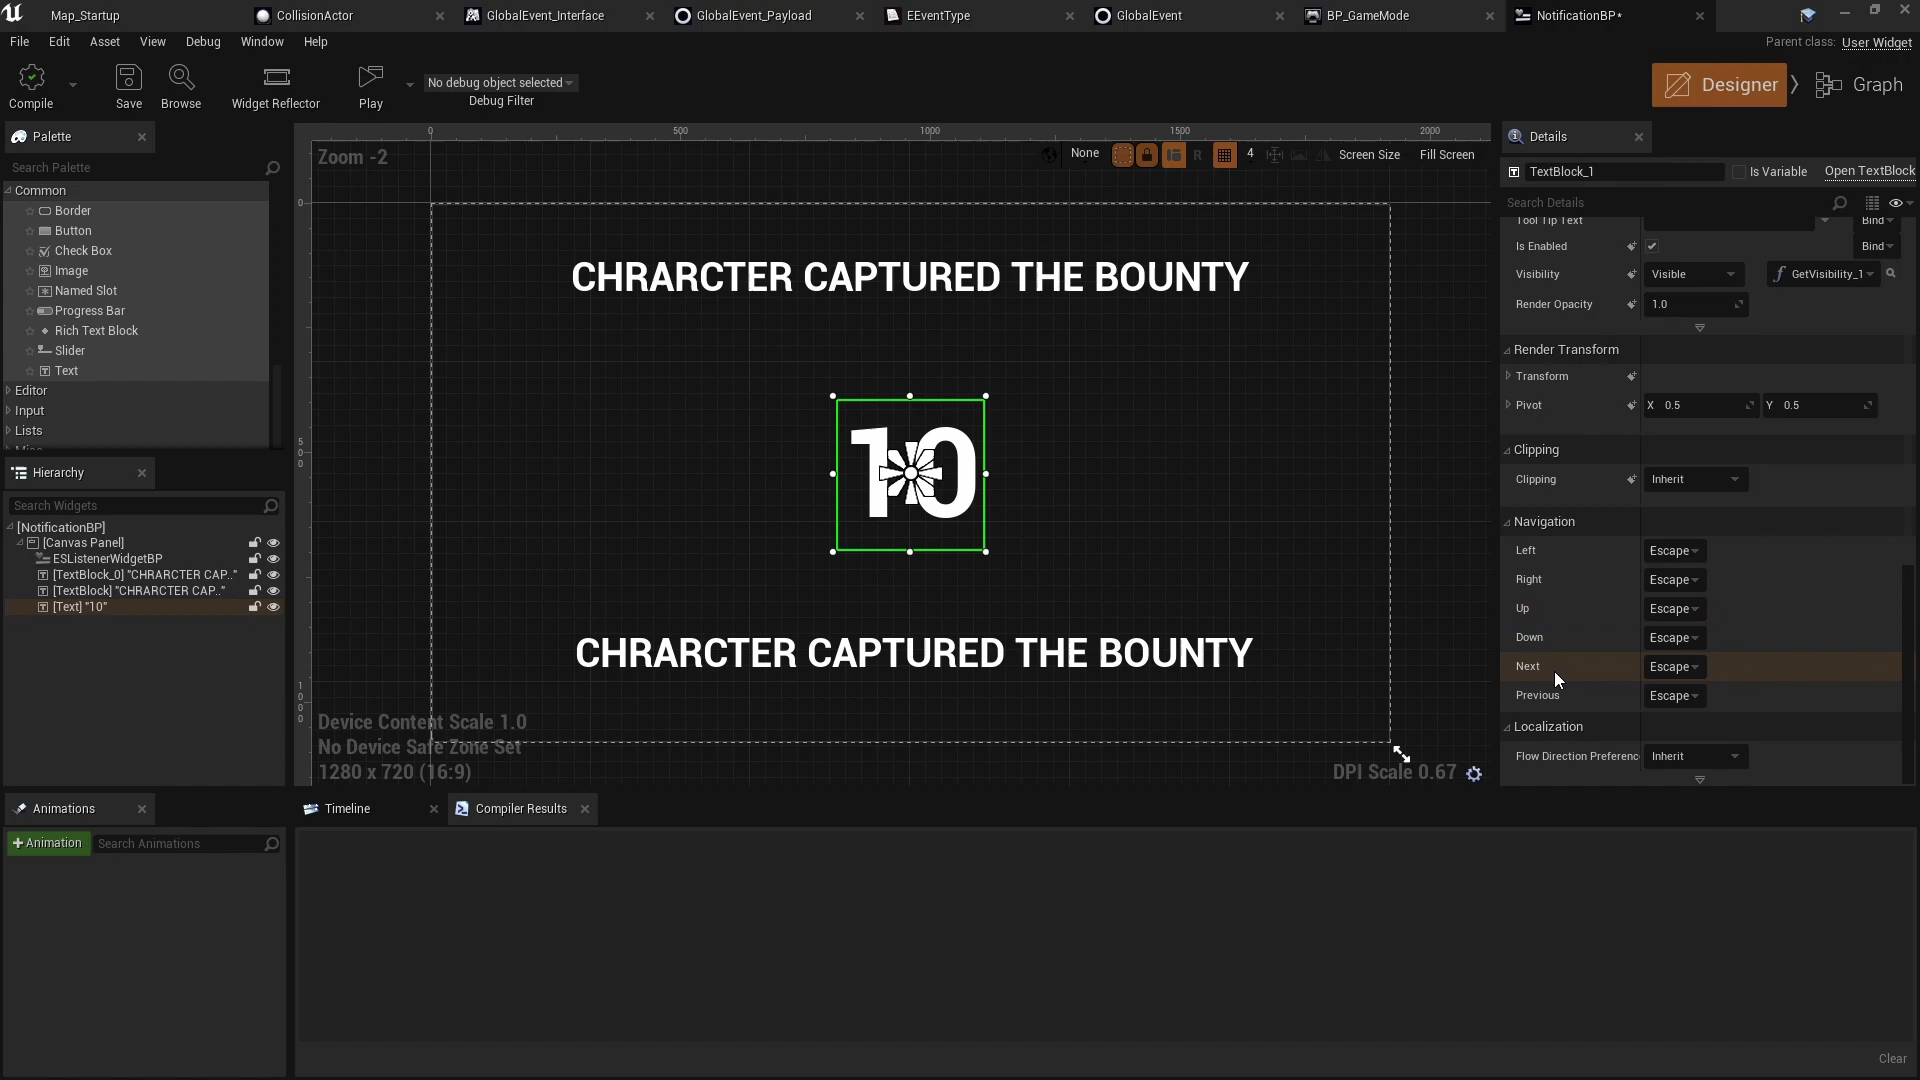 Map_Startup
CollisionActor
GlobalEvent_Interface
GlobalEvent_Payload
EEventType
GlobalEvent
BP_GameMode
NotificationBP*
File Edit Asset View Debug Window Help
Parent class: User Widget
Compile
Save
Browse
Widget Reflector
Play
No debug object selected
Debug Filter
Designer
Graph
Palette
Search Palette
Common
Border
Button
Check Box
Image
Named Slot
Progress Bar
Rich Text Block
Slider
Text
Editor
Input
Lists
Hierarchy
Search Widgets
[NotificationBP]
[Canvas Panel]
ESListenerWidgetBP
[TextBlock_0] "CHRARCTER CAP.."
[TextBlock] "CHRARCTER CAP.."
[Text] "10"
Animations
+ Animation
Search Animations
0 500 1000 1500 2000
Zoom -2
None
R
4
Screen Size
Fill Screen
0
500
1000
CHRARCTER CAPTURED THE BOUNTY
10
CHRARCTER CAPTURED THE BOUNTY
Device Content Scale 1.0
No Device Safe Zone Set
1280 x 720 (16:9)
DPI Scale 0.67
Timeline
Compiler Results
Clear
Details
TextBlock_1
Is Variable
Open TextBlock
Search Details
Tool Tip Text
Bind
Is Enabled
Bind
Visibility
Visible
GetVisibility_1
Render Opacity
1.0
Render Transform
Transform
Pivot
X 0.5
Y 0.5
Clipping
Clipping
Inherit
Navigation
Left Escape
Right Escape
Up Escape
Down Escape
Next Escape
Previous Escape
Localization
Flow Direction Preferenc
Inherit